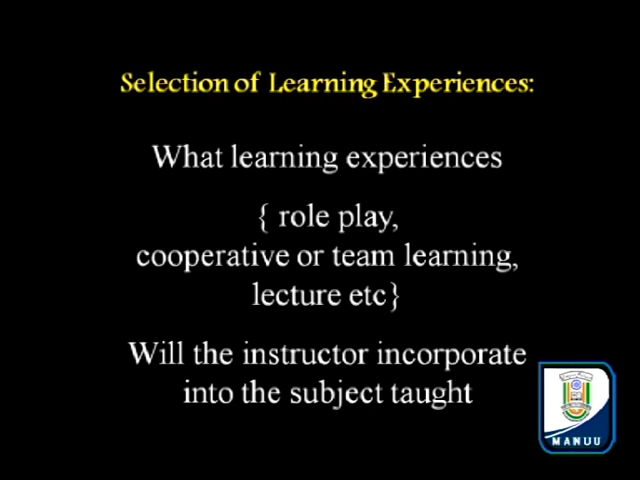 Selection of Learning Experiences:
What learning experiences
{ role play,
cooperative or team learning,
lecture etc}
Will the instructor incorporate
into the subject taught
MANUU